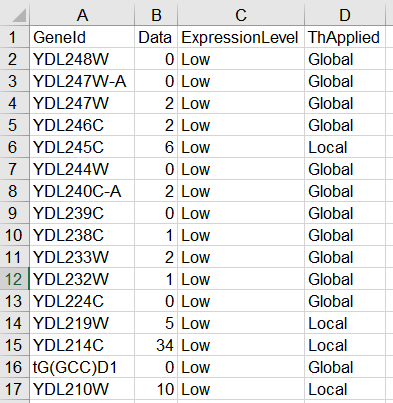 A B C D
1 GeneId Data ExpressionLevel ThApplied
2 YDL248W 0 Low Global
3 YDL247W-A 0 Low Global
4 YDL247W 2 Low Global
5 YDL246C 2 Low Global
6 YDL245C 6 Low Local
7 YDL244W 0 Low Global
8 YDL240C-A 2 Low Global
9 YDL239C 0 Low Global
10 YDL238C 1 Low Global
11 YDL233W 2 Low Global
12 YDL232W 1 Low Global
13 YDL224C 0 Low Global
14 YDL219W 5 Low Local
15 YDL214C 34 Low Local
16 tG(GCC)D1 0 Low Global
17 YDL210W 10 Low Local